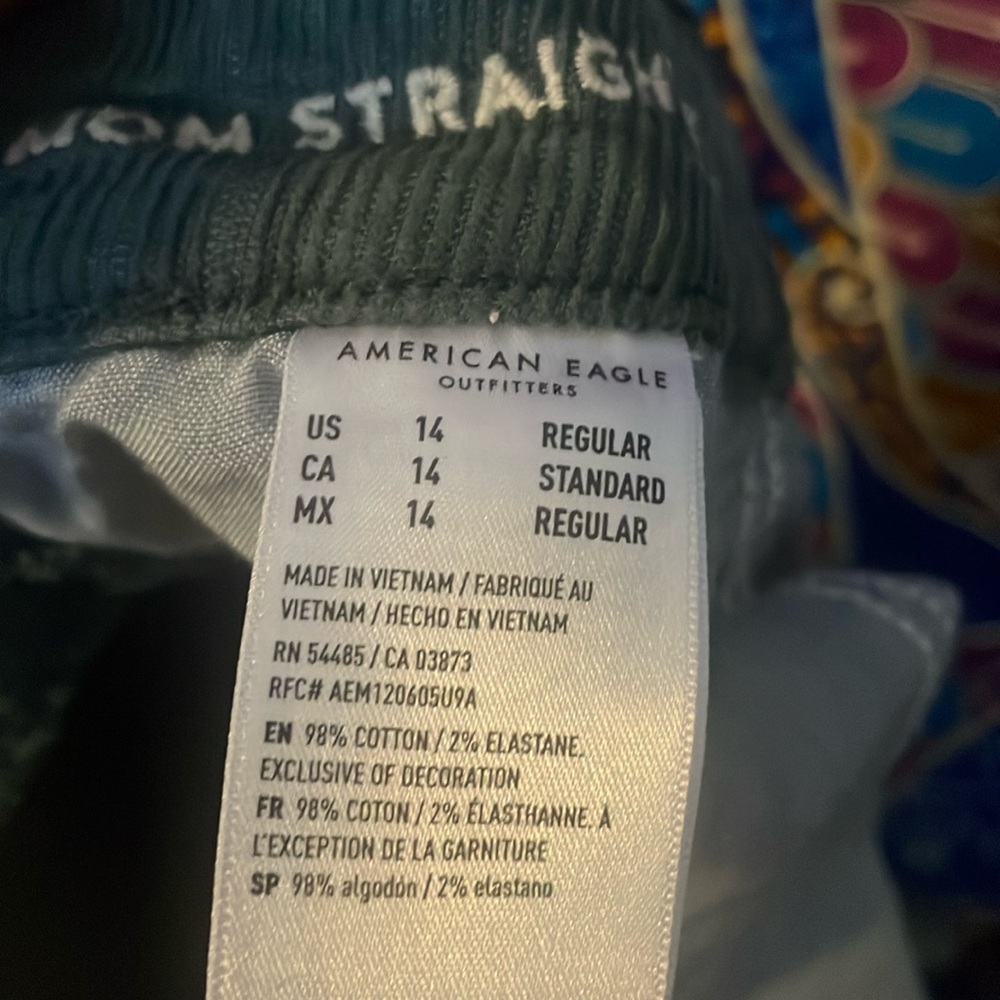 MOM STRAIGH
AMERICAN EAGLE
OUTFITTERS
US 14 REGULAR
CA 14 STANDARD
MX 14 REGULAR
MADE IN VIETNAM / FABRIQUÉ AU
VIETNAM / HECHO EN VIETNAM
RN 54485 / CA 03873
RFC# AEM120605U9A
EN 98% COTTON / 2% ELASTANE.
EXCLUSIVE OF DECORATION
FR 98% COTON / 2% ÉLASTHANNE. À
L'EXCEPTION DE LA GARNITURE
SP 98% algodón / 2% elastano